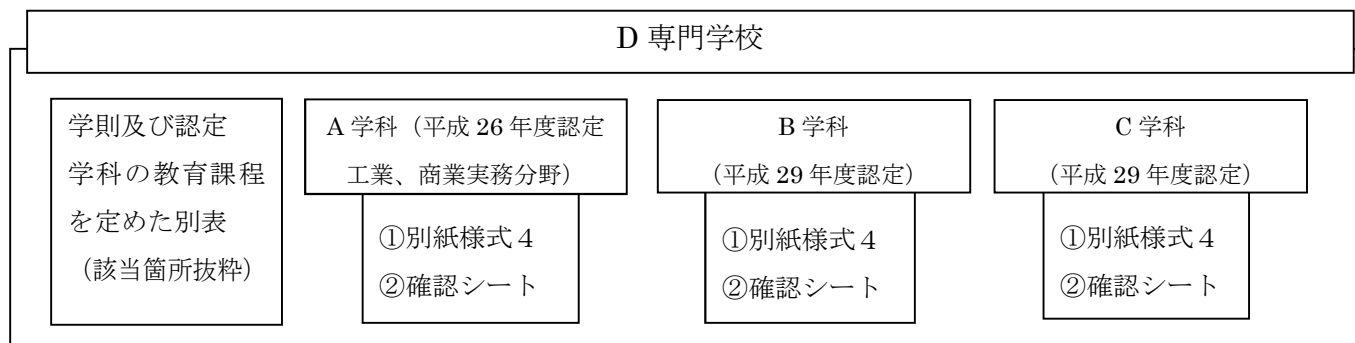 D 専門学校
学則及び認定
学科の教育課程
を定めた別表
（該当箇所抜粋）
A 学科（平成 26 年度認定
工業、商業実務分野）
①別紙様式４
②確認シート
B 学科
（平成 29 年度認定）
①別紙様式４
②確認シート
C 学科
（平成 29 年度認定）
①別紙様式４
②確認シート